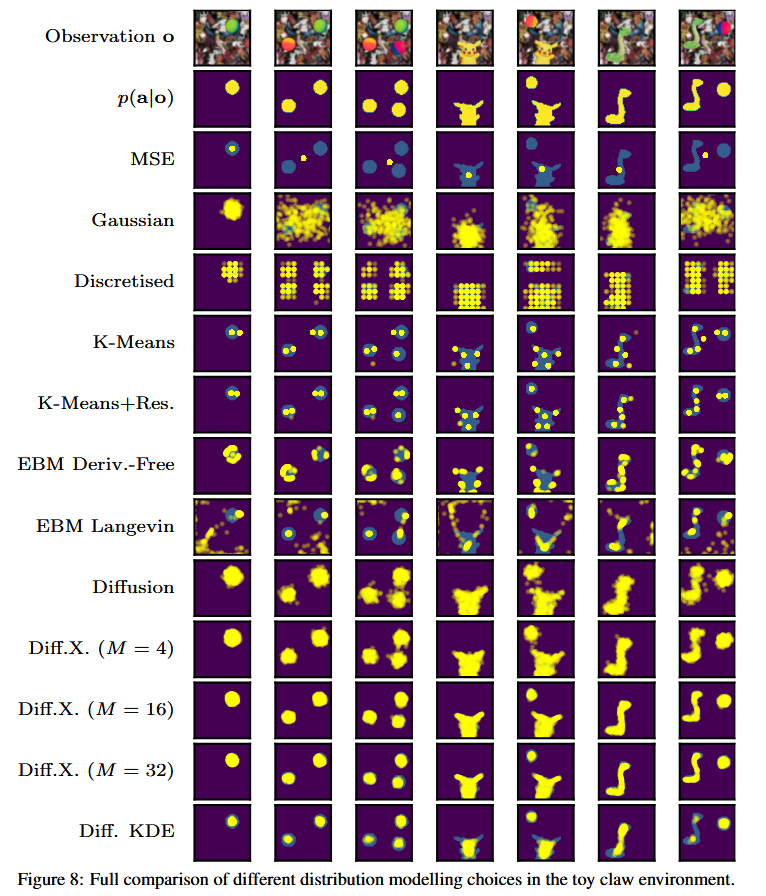 Observation o
p(a|o)
MSE
Gaussian
Discretised
K-Means
K-Means+Res.
EBM Deriv.-Free
EBM Langevin
Diffusion
Diff.X. (M = 4)
Diff.X. (M = 16)
Diff.X. (M = 32)
Diff. KDE
Figure 8: Full comparison of different distribution modelling choices in the toy claw environment.